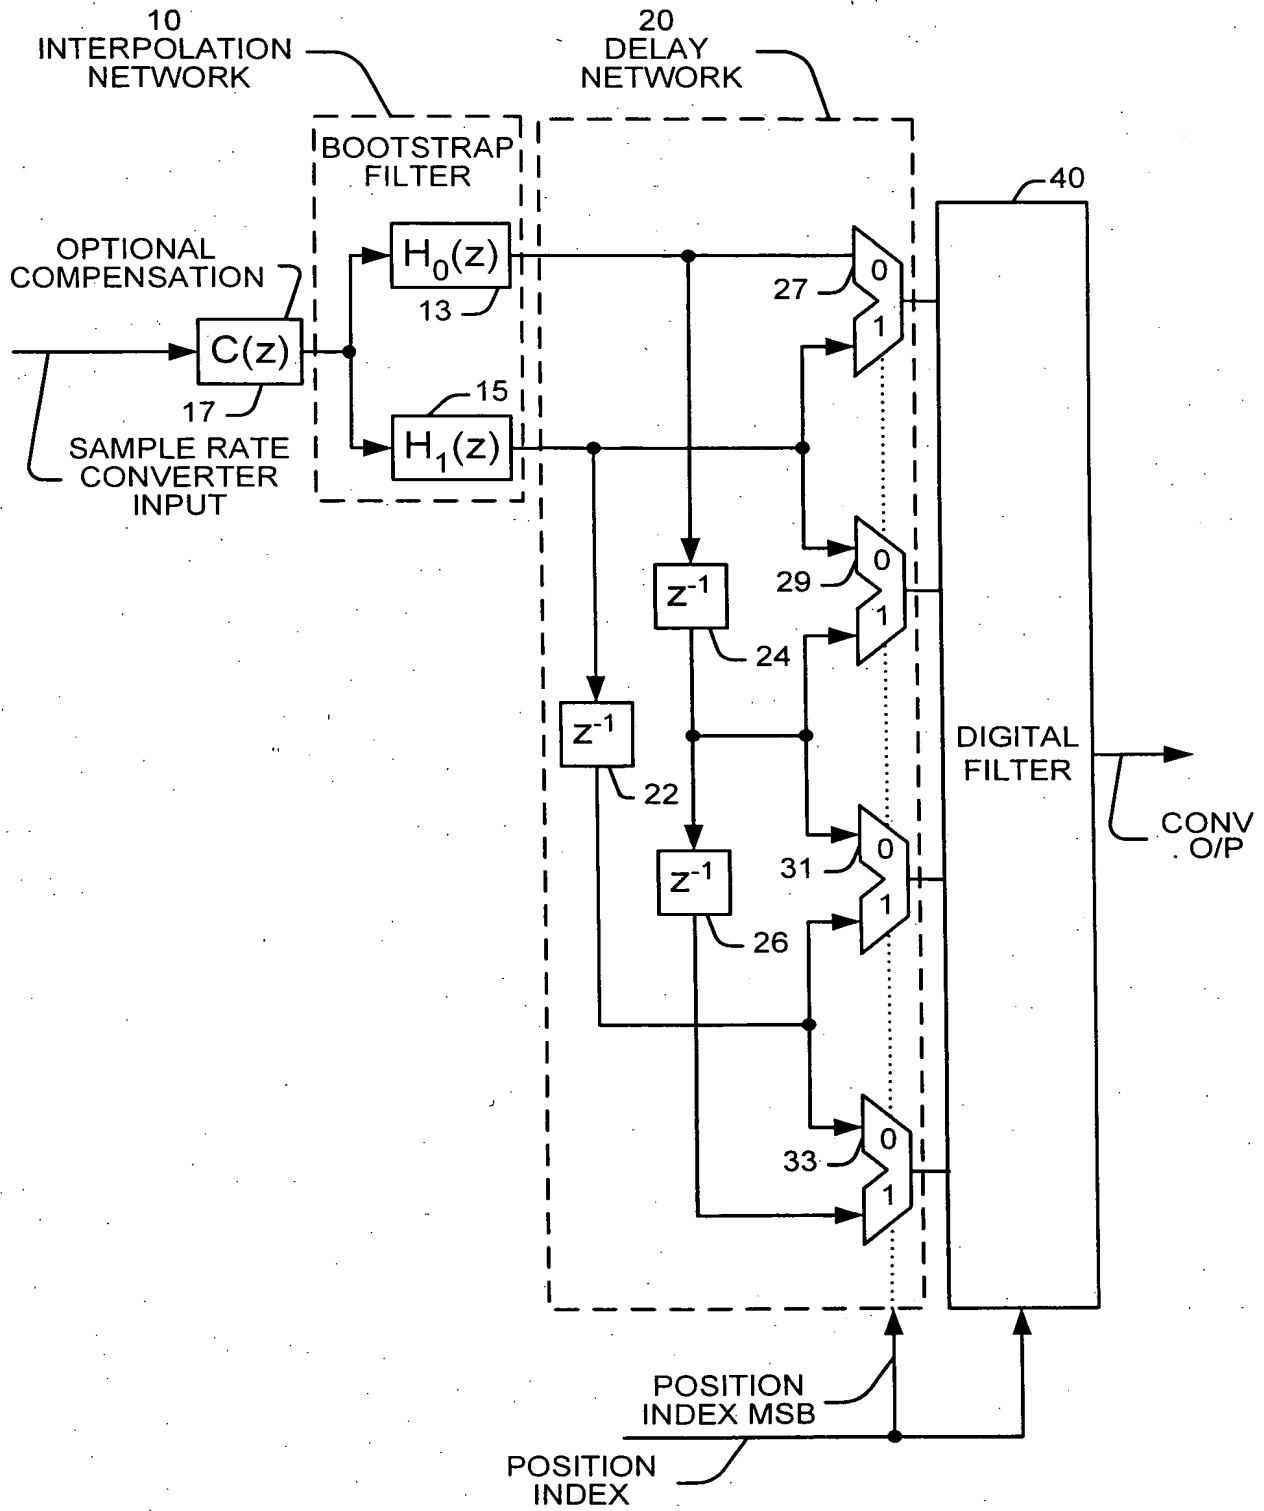 10
INTERPOLATION
NETWORK
20
DELAY
NETWORK
BOOTSTRAP
FILTER
40
OPTIONAL
COMPENSATION
H0(z)
13
27
0
1
C(z)
17
15
H1(z)
SAMPLE RATE
CONVERTER
INPUT
z-1
24
29
0
1
z-1
22
DIGITAL
FILTER
CONV
O/P
31
0
1
z-1
26
33
0
1
POSITION
INDEX MSB
POSITION
INDEX